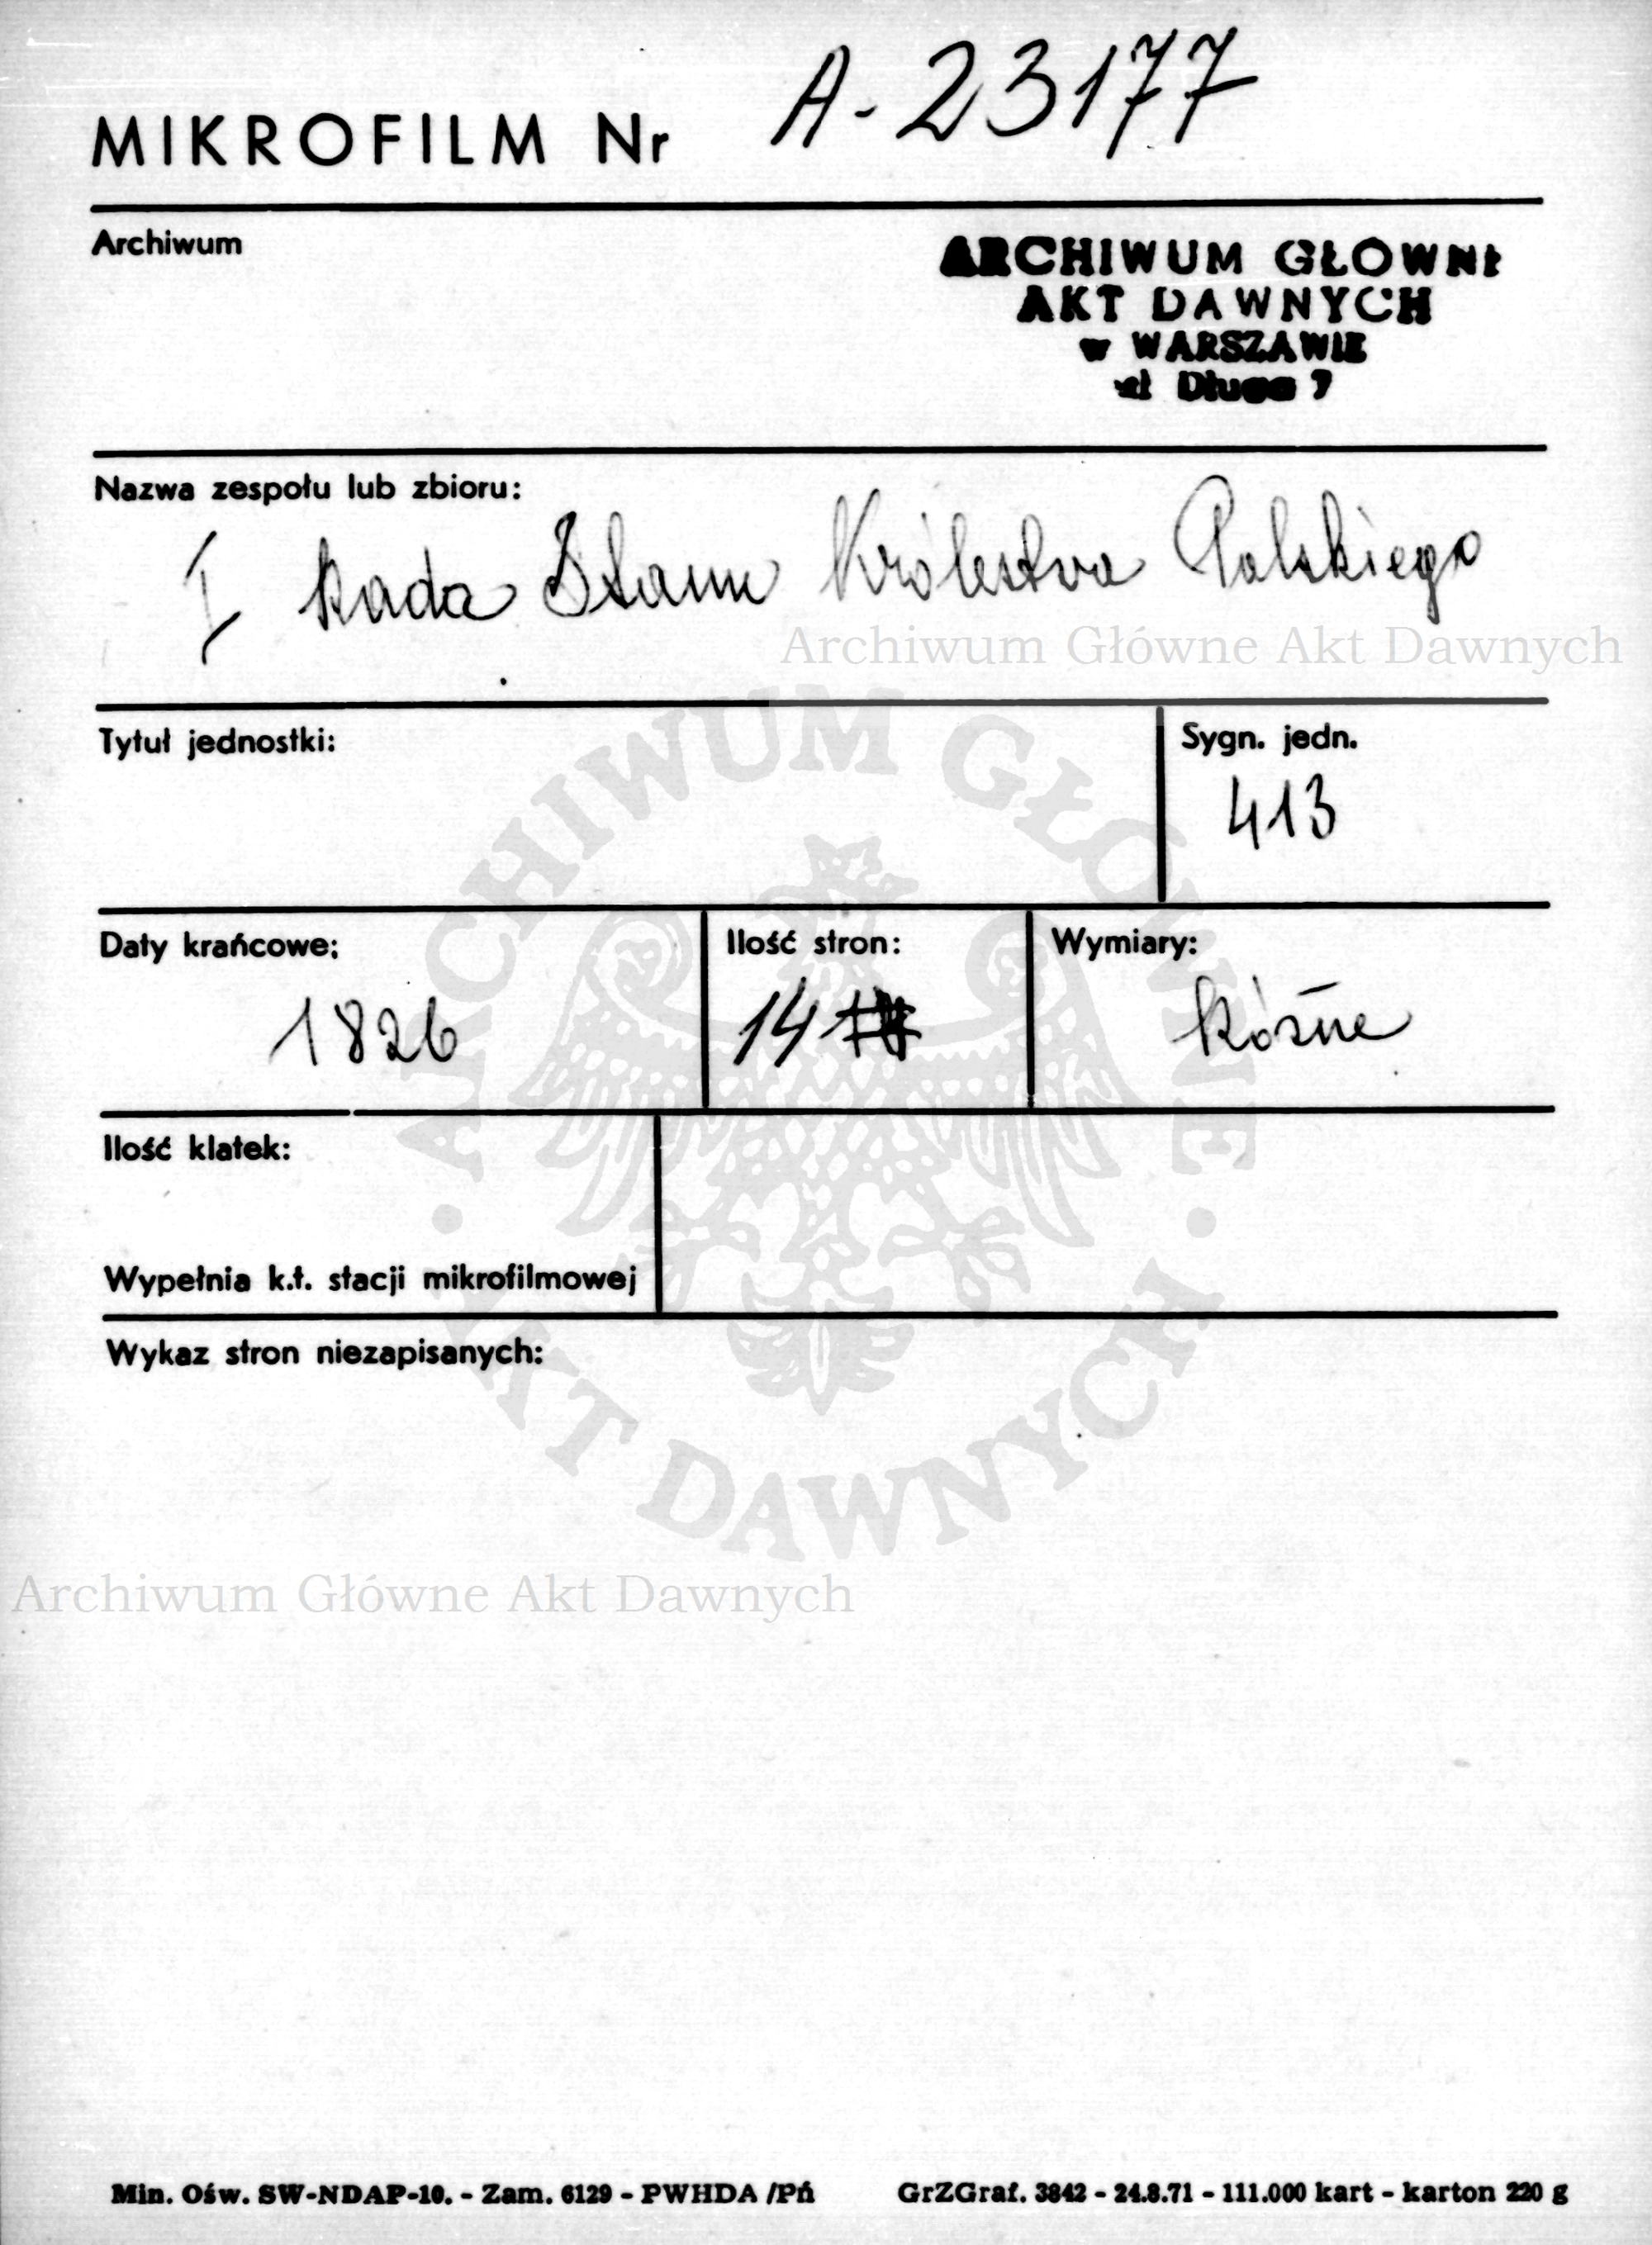 A-23177
MIKROFILM Nr
Archiwum
ARCHIWUM GŁOWNE
AKT DAWNYCH
w WARSZAWIE
ul Długa 7
Nazwa zespołu lub zbioru:
I Rada Stanu Królestwa Polskiego
Archiwum Główne Akt Dawnych
Tytuł jednostki:
Sygn. jedn.
413
Daty krańcowe:
Ilość stron:
Wymiary:
1826
14
Różne
Ilość klatek:
Wypełnia k.t. stacji mikrofilmowej
Wykaz stron niezapisanych:
ARCHIWUM GŁÓWNE
AKT DAWNYCH
Archiwum Główne Akt Dawnych
Min. Ośw. SW-NDAP-10. - Zam. 6129 - PWHDA /Pń
GrZGraf. 3842 - 24.8.71 - 111.000 kart - karton 220 g